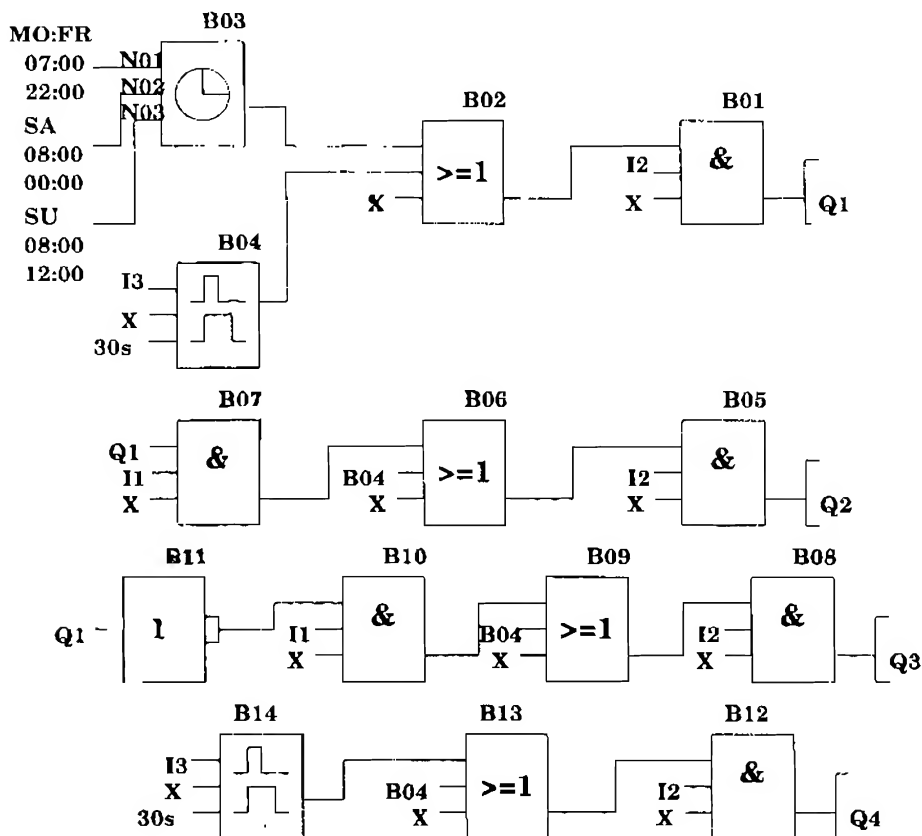 B03
MO:FR
07:00 N01
22:00 N02
N03
SA
08:00
00:00
SU
08:00
12:00
B02
>=1
X
B01
&
I2
X
Q1
B04
I3
X
30s
B07
Q1
&
I1
X
B06
B04
>=1
X
B05
&
I2
X
Q2
B11
Q1
1
B10
&
I1
X
B09
B04
>=1
X
B08
&
I2
X
Q3
B14
I3
X
30s
B13
B04
>=1
X
B12
&
I2
X
Q4